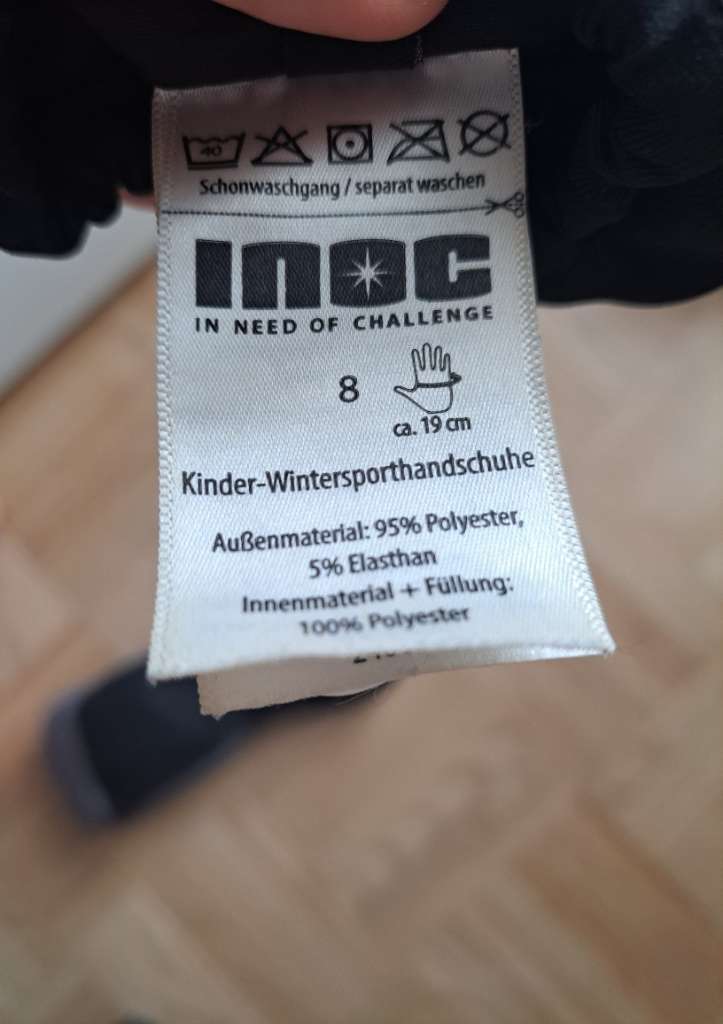 40
Schonwaschgang / separat waschen
INOC
IN NEED OF CHALLENGE
8
ca. 19 cm
Kinder-Wintersporthandschuhe
Außenmaterial: 95% Polyester,
5% Elasthan
Innenmaterial + Füllung:
100% Polyester